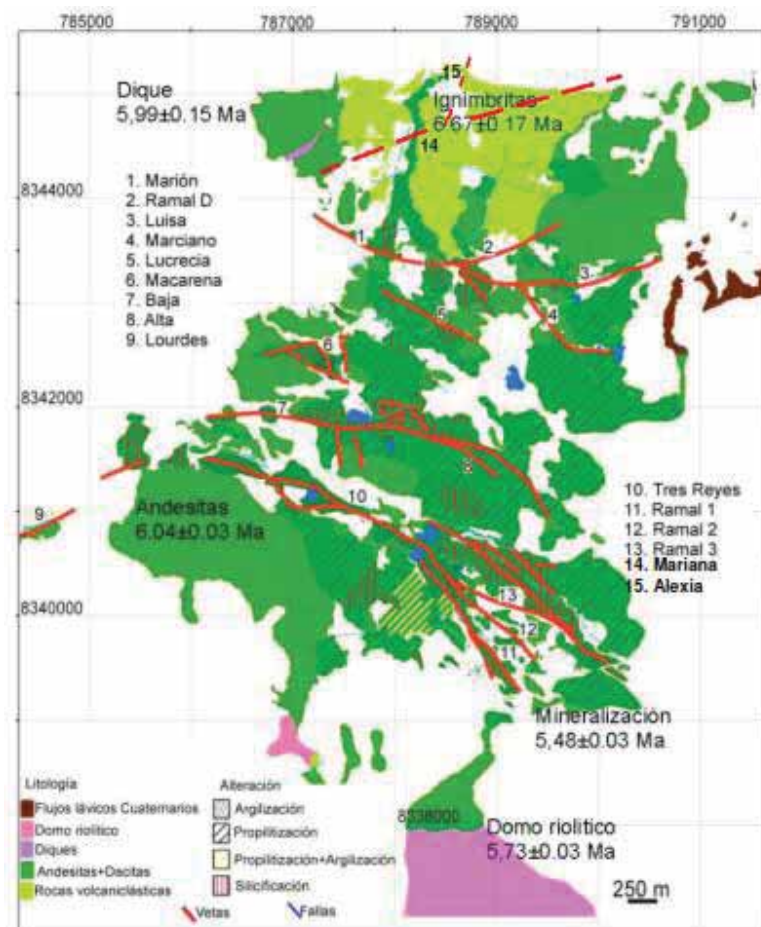 785000 787000 789000 791000
15
Dique
5,99±0.15 Ma
Ignimbritas
6.67±0.17 Ma
14
1. Marión
2. Ramal D
3. Luisa
4. Marciano
5. Lucrecia
6. Macarena
7. Baja
8. Alta
9. Lourdes
8344000
1
2
3
4
5
6
8342000
7
8
9
10
Andesitas
6.04±0.03 Ma
10. Tres Reyes
11. Ramal 1
12. Ramal 2
13. Ramal 3
14. Mariana
15. Alexia
8340000
13
12
11
Mineralización
5,48±0.03 Ma
8338000
Domo riolitico
5,73±0.03 Ma
250 m
Litología
Flujos lávicos Cuaternarios
Domo riolítico
Diques
Andesitas+Dacitas
Rocas volcaniclásticas
Alteración
Argilización
Propilitización
Propilitización+Argilización
Silicificación
Vetas
Fallas